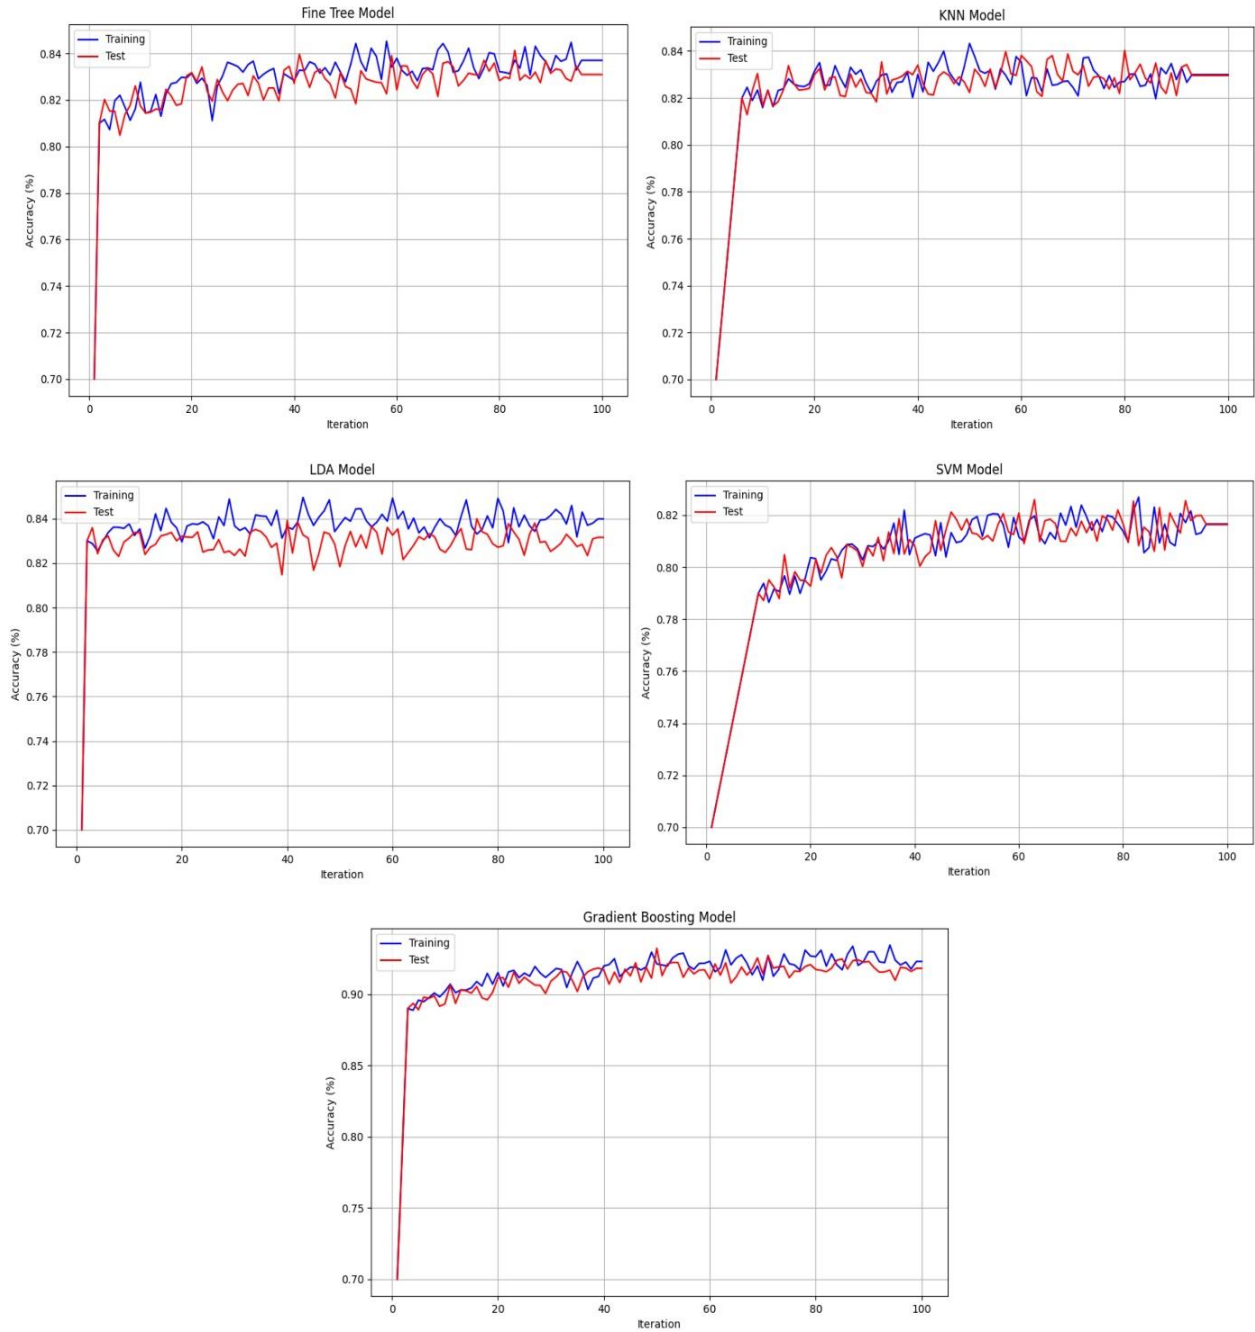 Fine Tree Model
Training
Test
0.84
0.82
0.80
0.78
0.76
0.74
0.72
0.70
Accuracy (%)
0 20 40 60 80 100
Iteration
KNN Model
Training
Test
0.84
0.82
0.80
0.78
0.76
0.74
0.72
0.70
Accuracy (%)
0 20 40 60 80 100
Iteration
LDA Model
Training
Test
0.84
0.82
0.80
0.78
0.76
0.74
0.72
0.70
Accuracy (%)
0 20 40 60 80 100
Iteration
SVM Model
Training
Test
0.82
0.80
0.78
0.76
0.74
0.72
0.70
Accuracy (%)
0 20 40 60 80 100
Iteration
Gradient Boosting Model
Training
Test
0.90
0.85
0.80
0.75
0.70
Accuracy (%)
0 20 40 60 80 100
Iteration